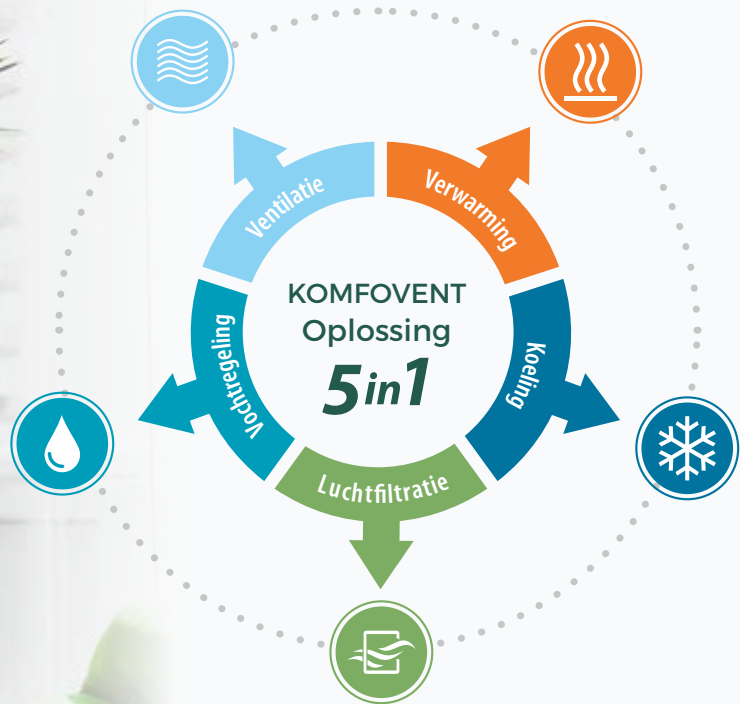 Ventilatie
Verwarming
KOMFOVENT
Oplossing
5in1
Vochtregeling
Koeling
Luchtfiltratie